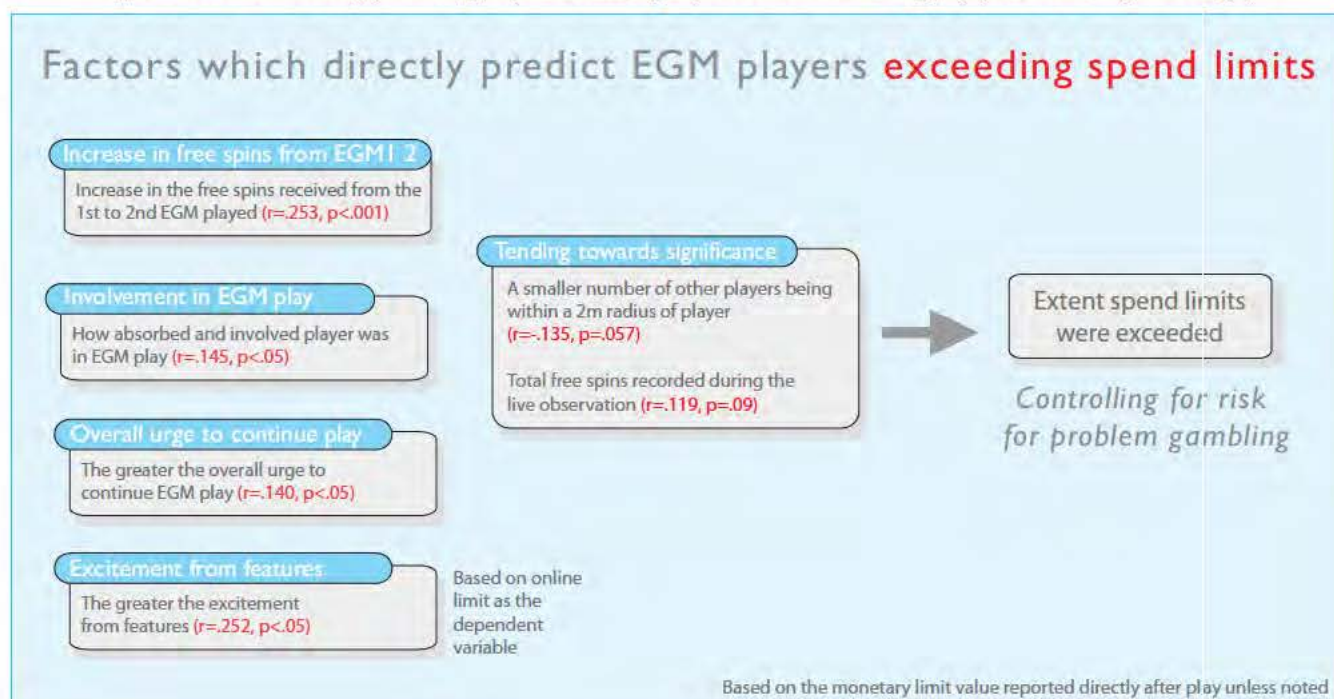 Factors which directly predict EGM players exceeding spend limits
Increase in free spins from EGM1 2
Increase in the free spins received from the
1st to 2nd EGM played (r=.253, p<.001)
Involvement in EGM play
How absorbed and involved player was
in EGM play (r=.145, p<.05)
Overall urge to continue play
The greater the overall urge to
continue EGM play (r=.140, p<.05)
Excitement from features
The greater the excitement
from features (r=.252, p<.05)
Based on online
limit as the
dependent
variable
Tending towards significance
A smaller number of other players being
within a 2m radius of player
(r=-.135, p=.057)
Total free spins recorded during the
live observation (r=.119, p=.09)
Extent spend limits
were exceeded
Controlling for risk
for problem gambling
Based on the monetary limit value reported directly after play unless noted